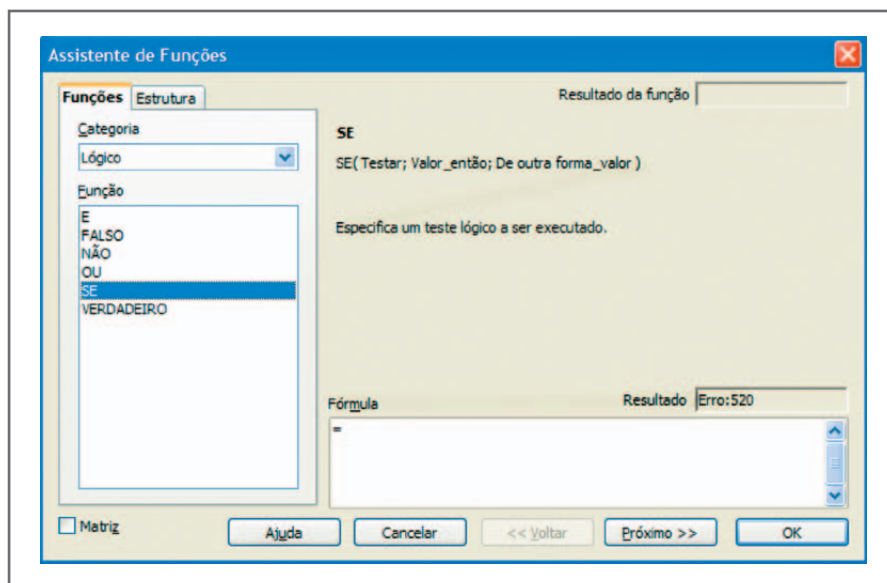 Assistente de Funções
Funções Estrutura
Resultado da função
Categoria
Lógico
Função
E
FALSO
NÃO
OU
SE
VERDADEIRO
SE
SE( Testar; Valor_então; De outra forma_valor )
Especifica um teste lógico a ser executado.
Fórmula
Resultado Erro:520
=
Matriz
Ajuda Cancelar << Voltar Próximo >> OK